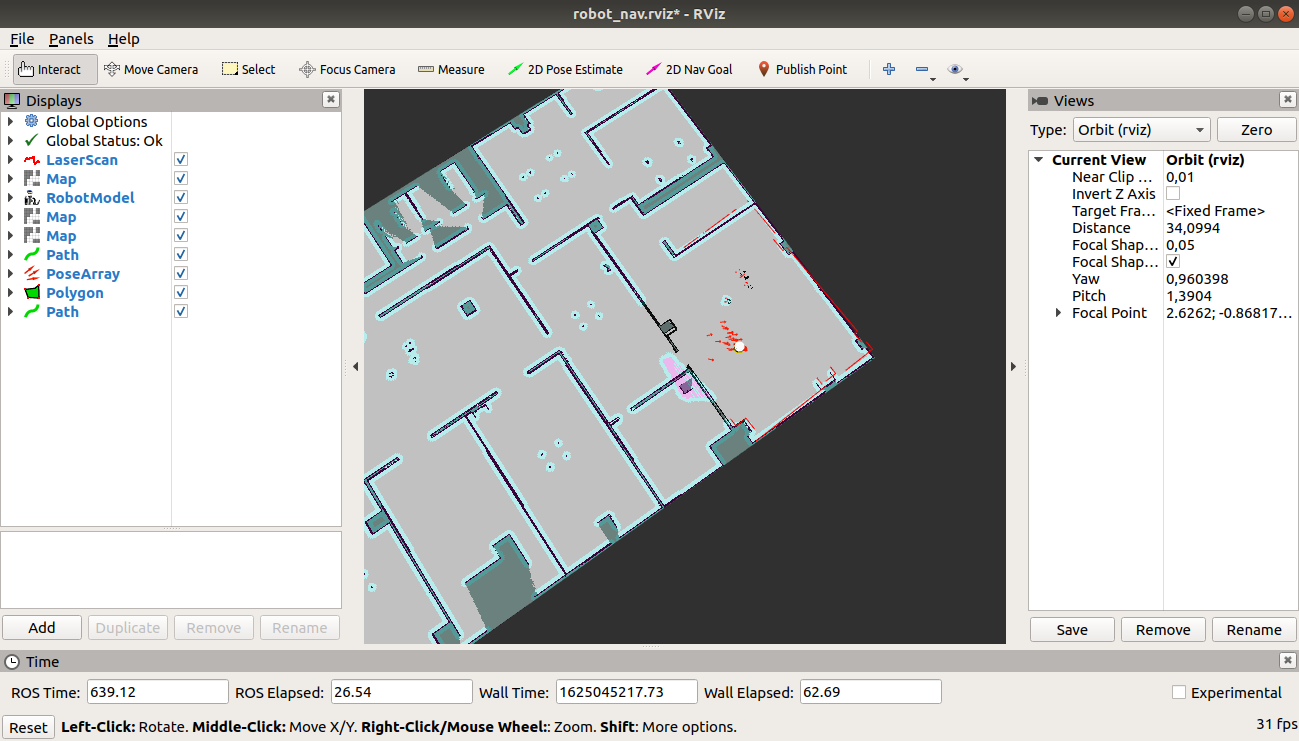 robot_nav.rviz* - RViz
File Panels Help
Interact Move Camera Select Focus Camera Measure 2D Pose Estimate 2D Nav Goal Publish Point
Displays
Global Options
Global Status: Ok
LaserScan
Map
RobotModel
Map
Map
Path
PoseArray
Polygon
Path
Add Duplicate Remove Rename
Views
Type: Orbit (rviz) Zero
Current View Orbit (rviz)
Near Clip ... 0,01
Invert Z Axis
Target Fra... <Fixed Frame>
Distance 34,0994
Focal Shap... 0,05
Focal Shap...
Yaw 0,960398
Pitch 1,3904
Focal Point 2.6262; -0.86817...
Save Remove Rename
Time
ROS Time: 639.12 ROS Elapsed: 26.54 Wall Time: 1625045217.73 Wall Elapsed: 62.69 Experimental
Reset Left-Click: Rotate. Middle-Click: Move X/Y. Right-Click/Mouse Wheel:: Zoom. Shift: More options. 31 fps